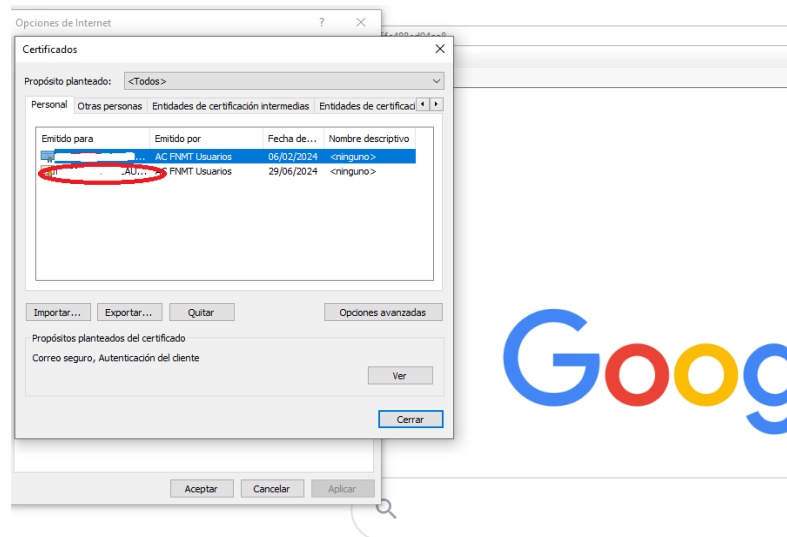 Opciones de Internet ? ×
Certificados ×
Propósito planteado: <Todos>
Personal Otras personas Entidades de certificación intermedias Entidades de certificaci
Emitido para Emitido por Fecha de... Nombre descriptivo
... AC FNMT Usuarios 06/02/2024 <ninguno>
AU... AC FNMT Usuarios 29/06/2024 <ninguno>
Importar... Exportar... Quitar Opciones avanzadas
Propósitos planteados del certificado
Correo seguro, Autenticación del cliente
Ver
Cerrar
Goog
Aceptar Cancelar Aplicar